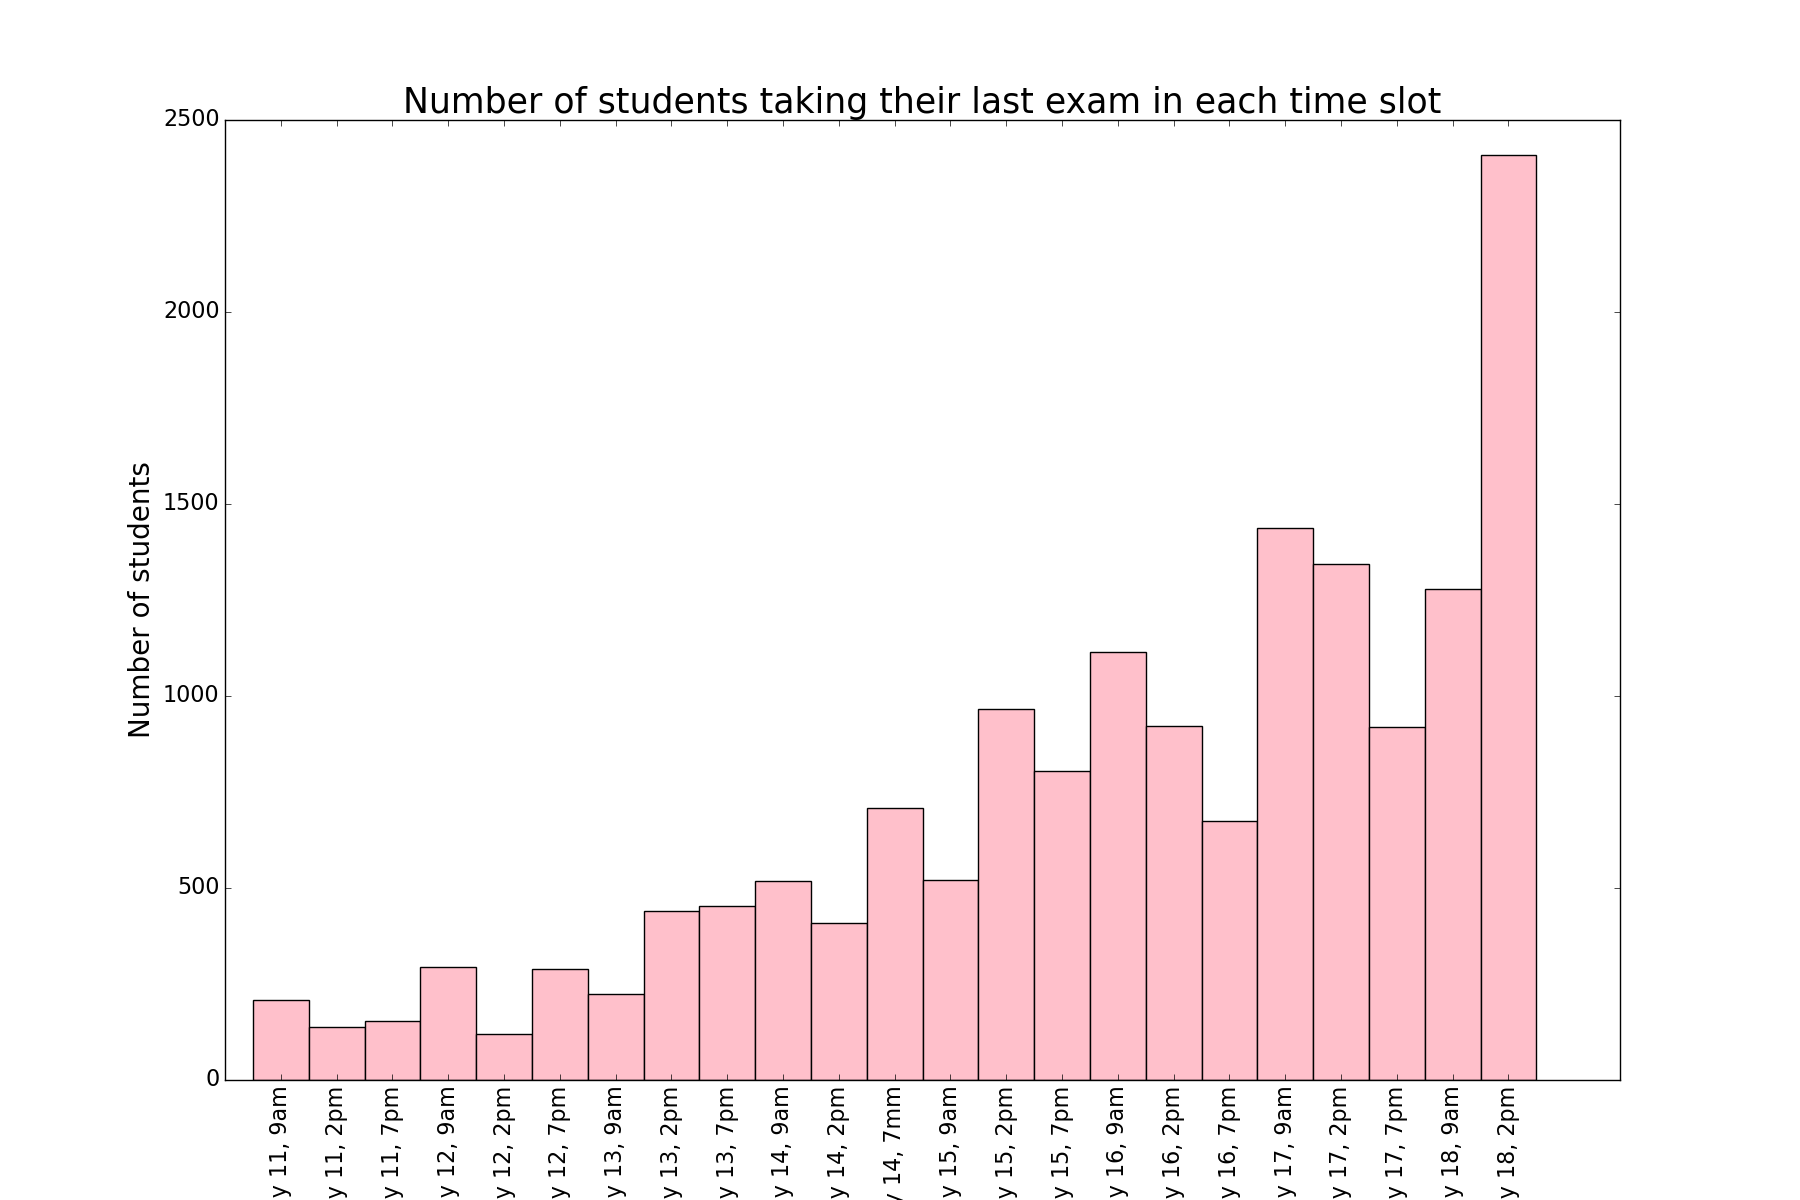 Number of students taking their last exam in each time slot
Number of students
2500
2000
1500
1000
500
0
y 11, 9am
y 11, 2pm
y 11, 7pm
y 12, 9am
y 12, 2pm
y 12, 7pm
y 13, 9am
y 13, 2pm
y 13, 7pm
y 14, 9am
y 14, 2pm
y 14, 7mm
y 15, 9am
y 15, 2pm
y 15, 7pm
y 16, 9am
y 16, 2pm
y 16, 7pm
y 17, 9am
y 17, 2pm
y 17, 7pm
y 18, 9am
y 18, 2pm